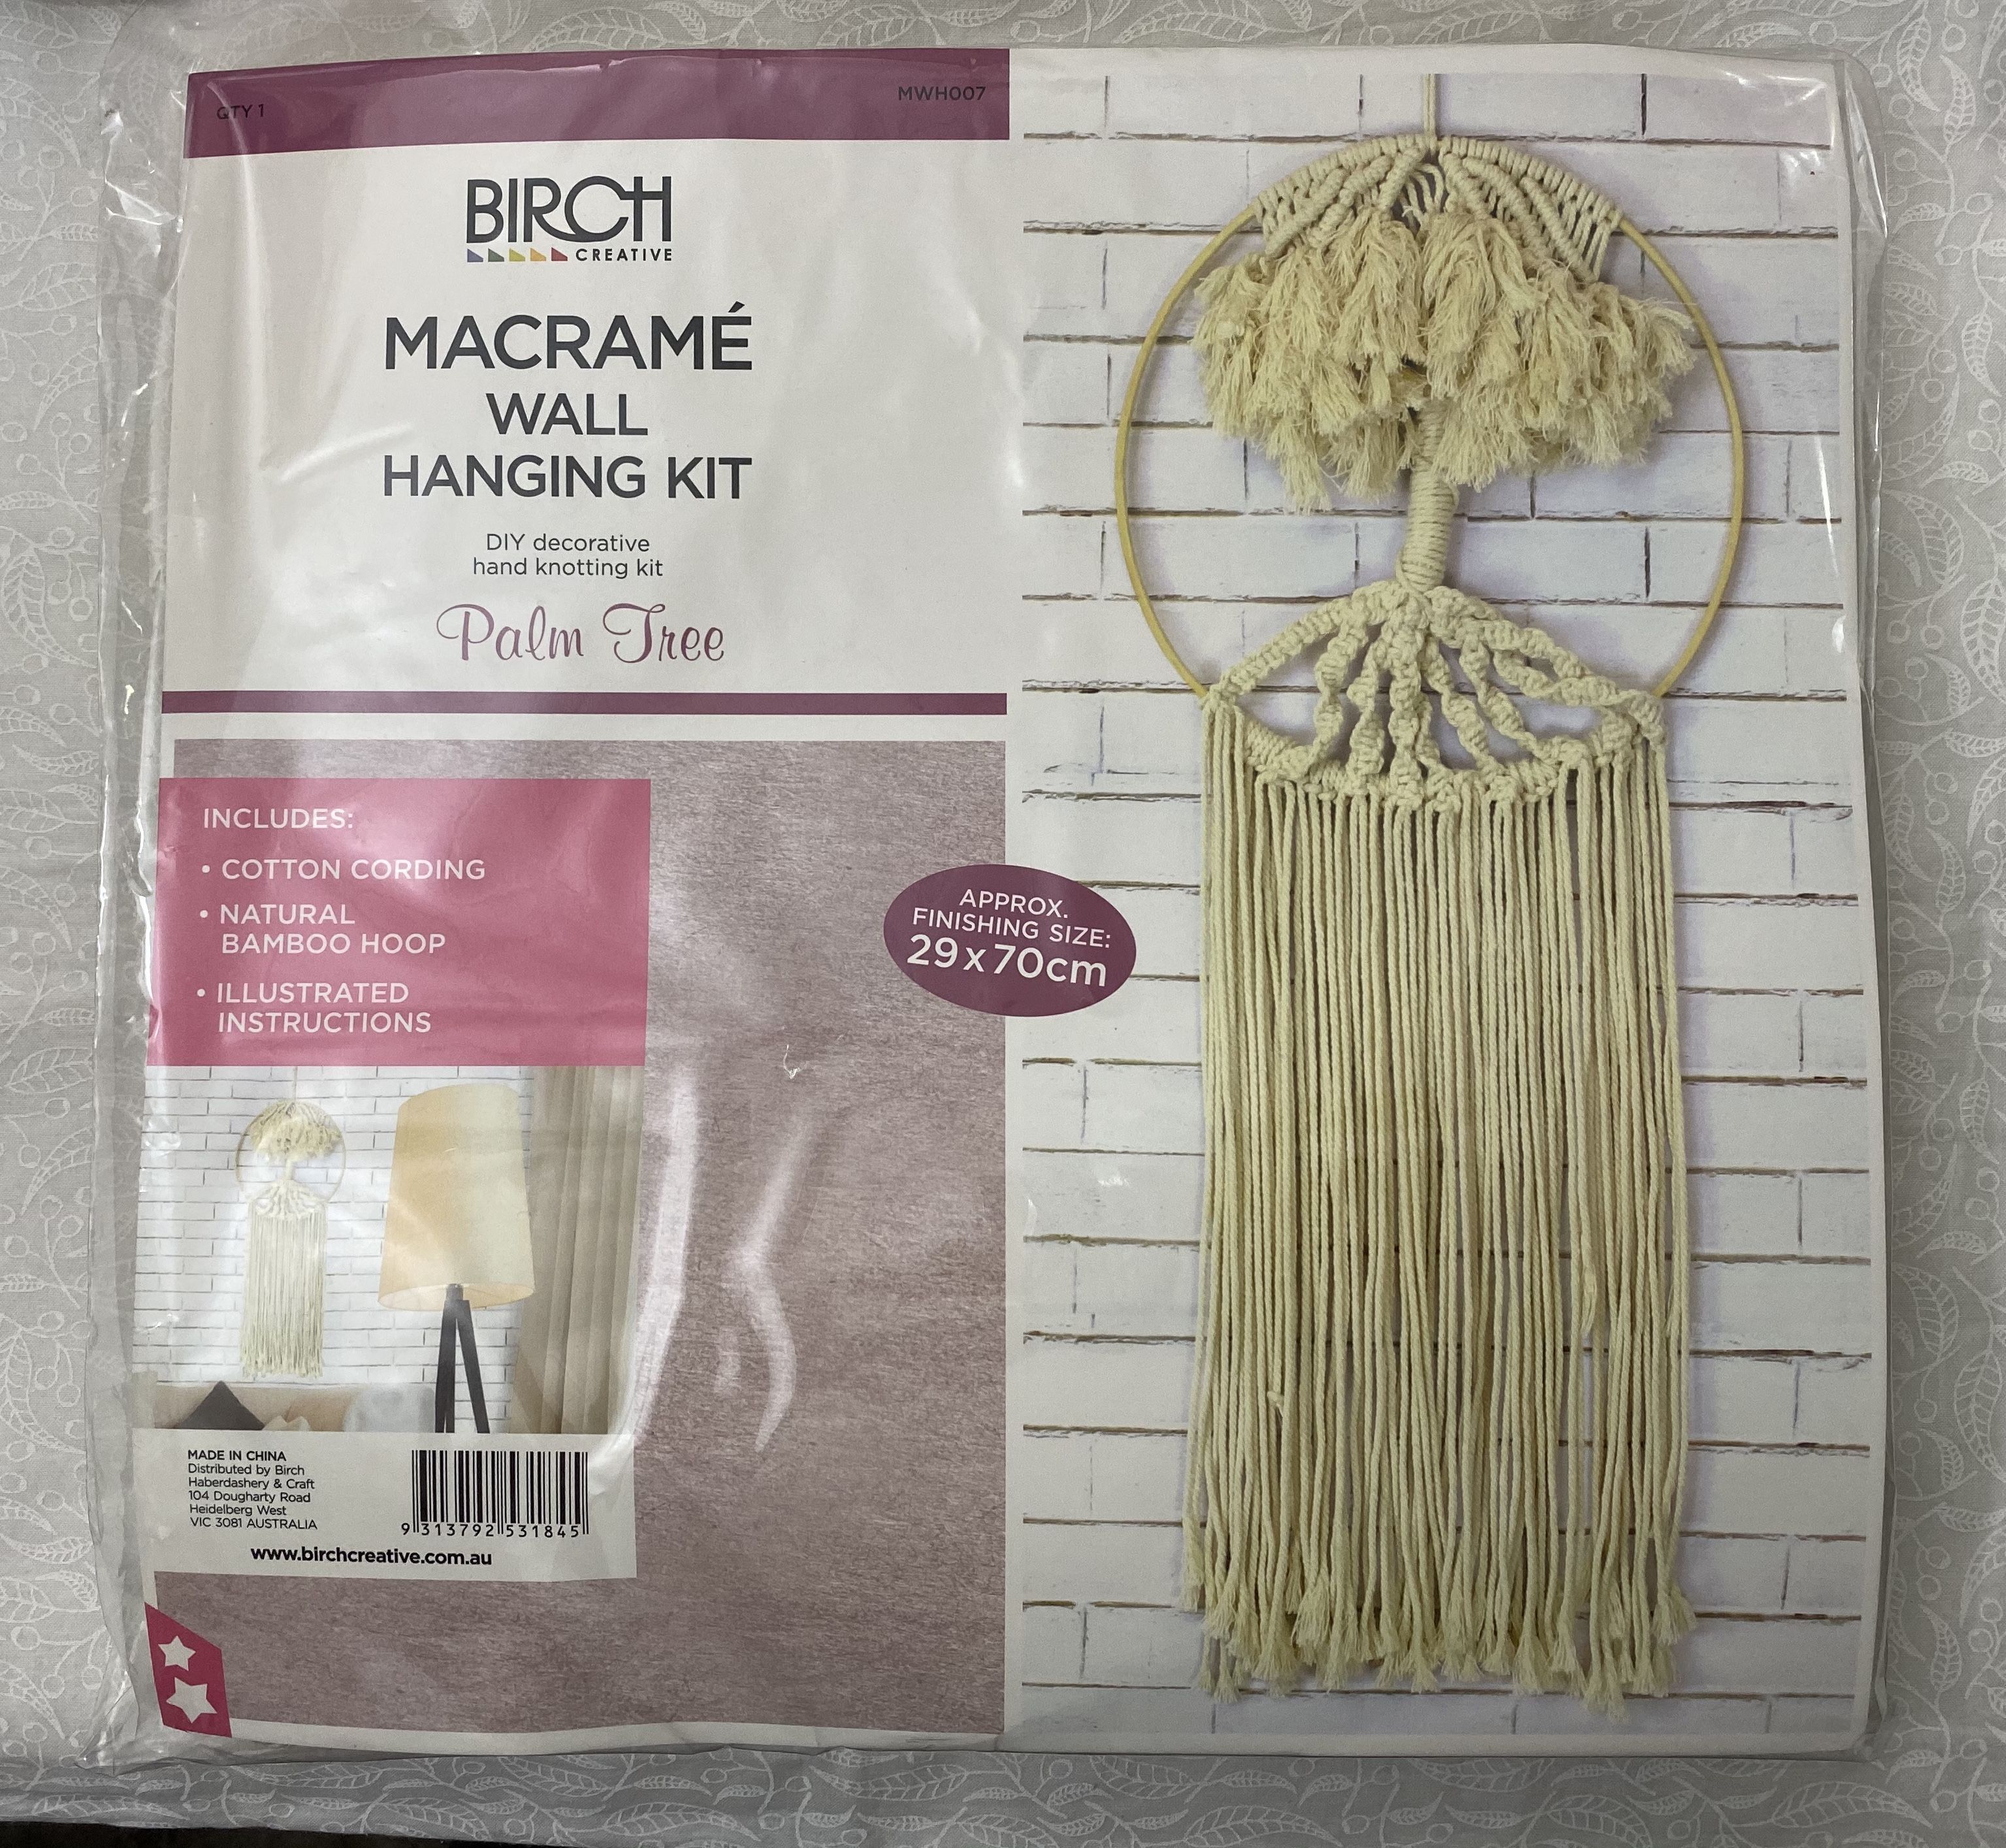 QTY 1
MWH007
BIRCH
CREATIVE
MACRAMÉ
WALL
HANGING KIT
DIY decorative
hand knotting kit
Palm Tree
INCLUDES:
• COTTON CORDING
• NATURAL
BAMBOO HOOP
• ILLUSTRATED
INSTRUCTIONS
APPROX.
FINISHING SIZE:
29x70cm
MADE IN CHINA
Distributed by Birch
Haberdashery & Craft
104 Dougharty Road
Heidelberg West
VIC 3081 AUSTRALIA
9 313792 531845
www.birchcreative.com.au